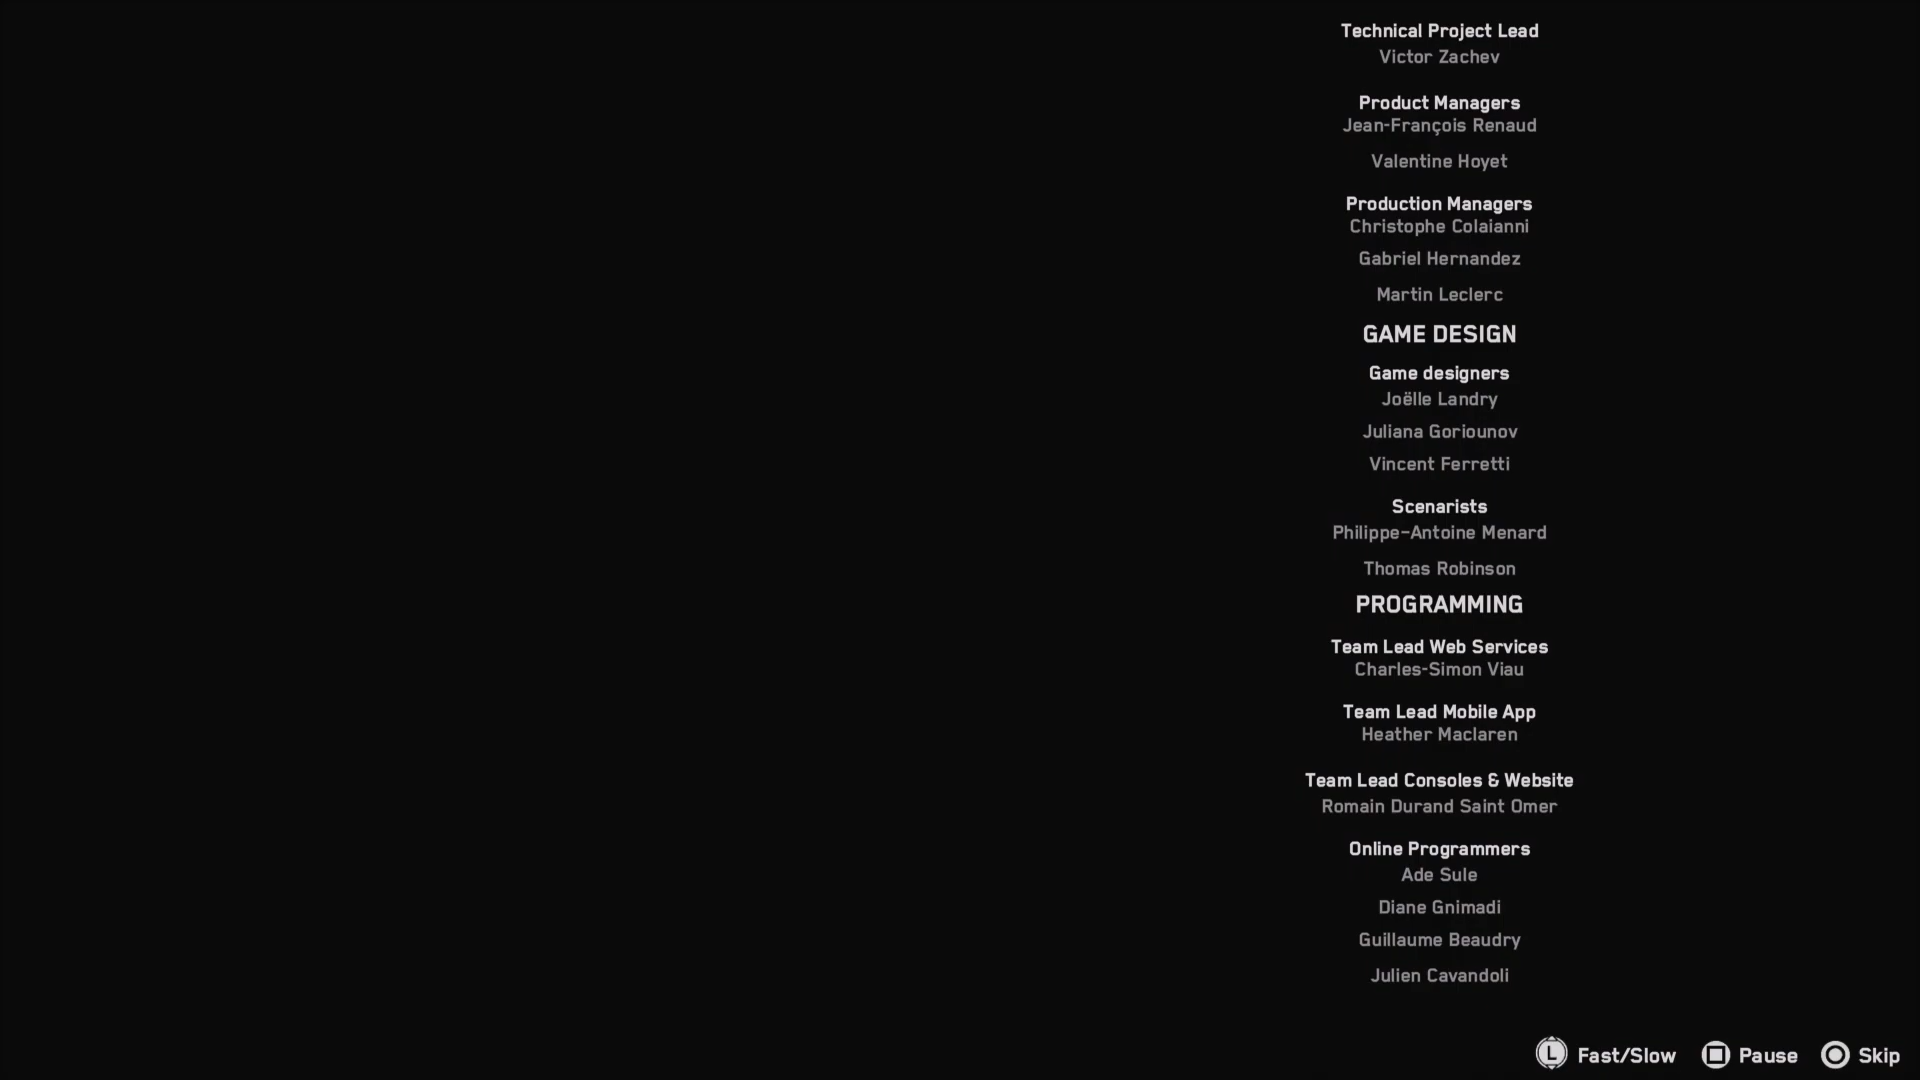 Technical Project Lead
Victor Zachev
Product Managers
Jean-François Renaud
Valentine Hoyet
Production Managers
Christophe Colaianni
Gabriel Hernandez
Martin Leclerc
GAME DESIGN
Game designers
Joëlle Landry
Juliana Goriounov
Vincent Ferretti
Scenarists
Philippe-Antoine Menard
Thomas Robinson
PROGRAMMING
Team Lead Web Services
Charles-Simon Viau
Team Lead Mobile App
Heather Maclaren
Team Lead Consoles & Website
Romain Durand Saint Omer
Online Programmers
Ade Sule
Diane Gnimadi
Guillaume Beaudry
Julien Cavandoli
L Fast/Slow Pause Skip